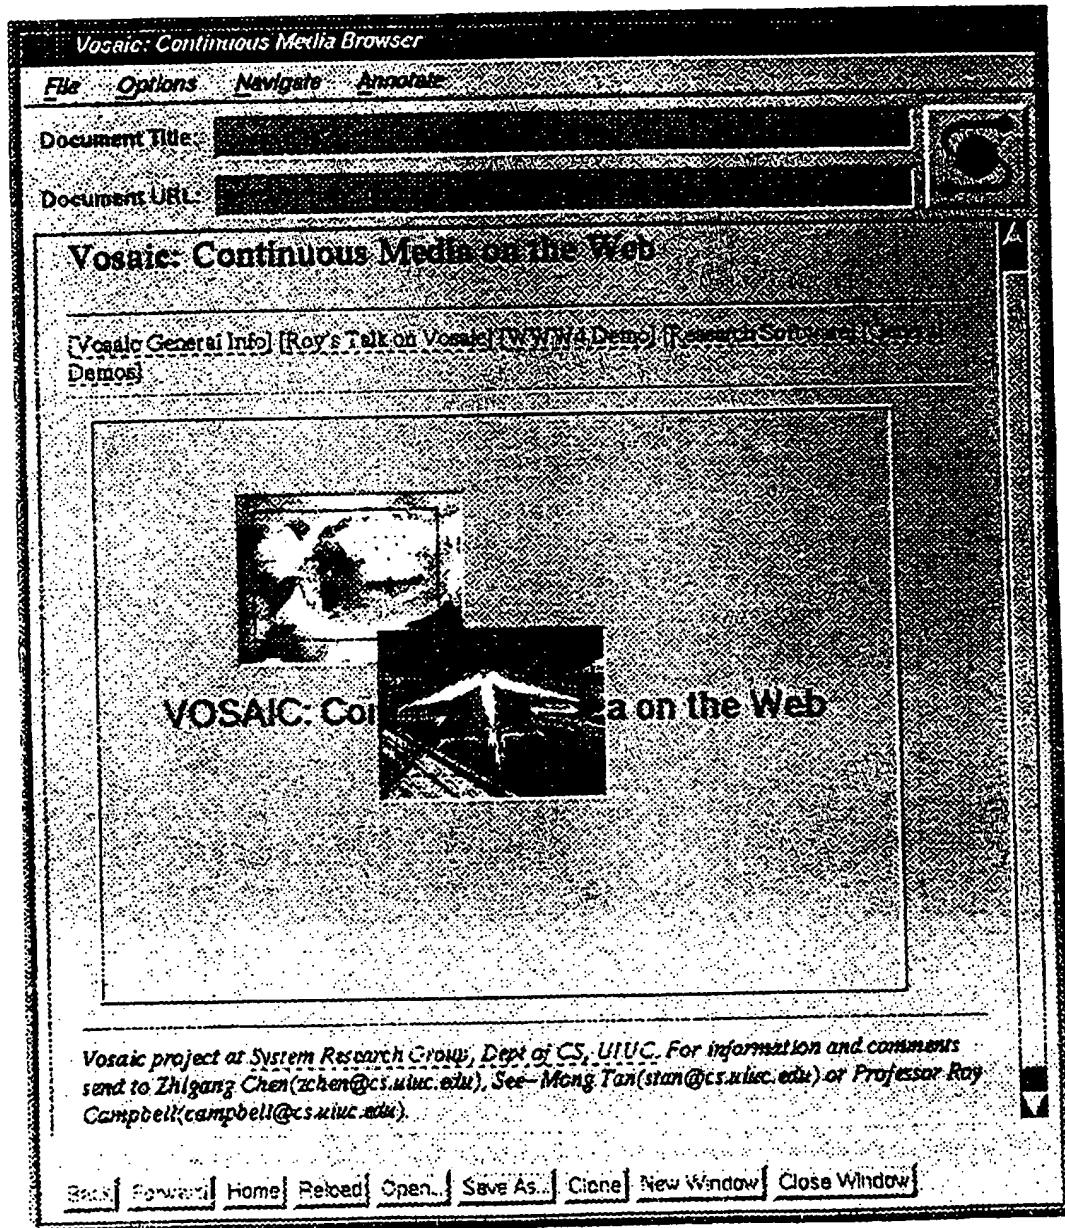 Vosaic: Continuous Media Browser
File Options Navigate Annotate
Document Title:
Document URL:
Vosaic: Continuous Media on the Web
[Vosaic General Info] [Roy's Talk on Vosaic] [WWW4 Demo] [Research Software]
Demos]
VOSAIC: Con a on the Web
Vosaic project at System Research Group, Dept of CS, UIUC. For information and comments
send to Zhigang Chen(zchen@cs.uiuc.edu), See-Mong Tan(stan@cs.uiuc.edu) or Professor Roy
Campbell(campbell@cs.uiuc.edu).
Back Forward Home Reload Open... Save As... Clone New Window Close Window